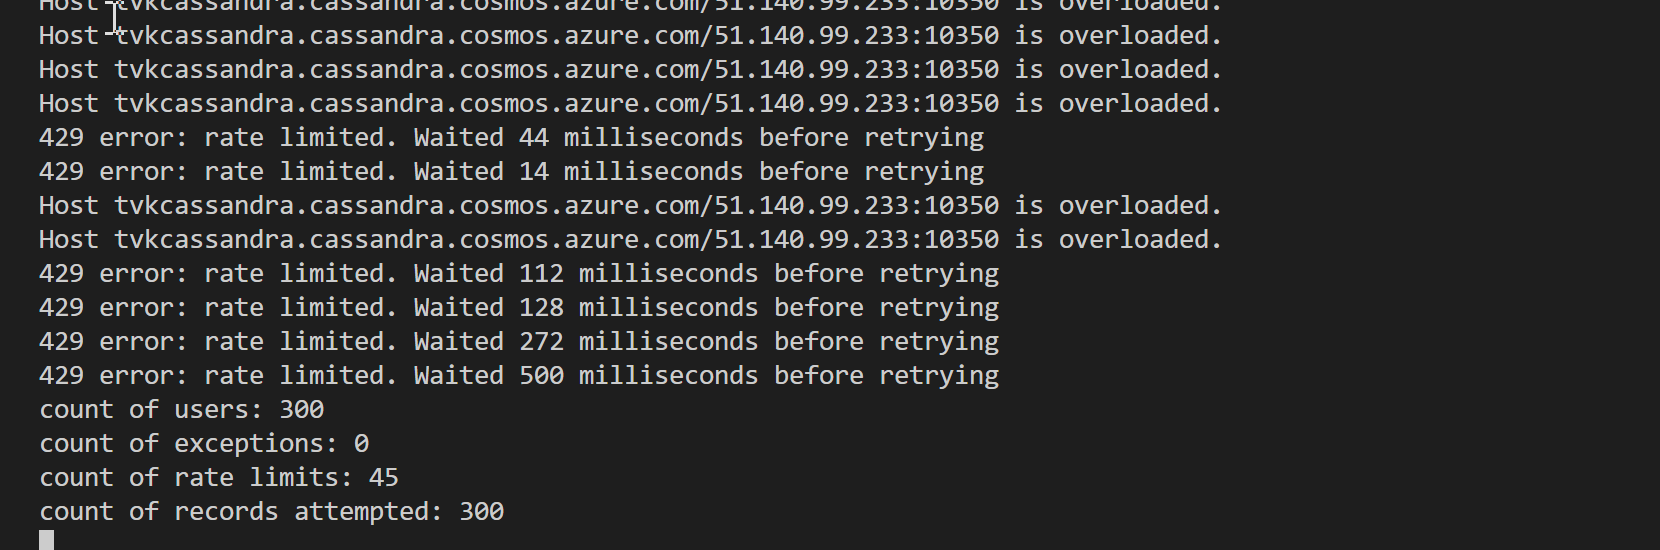 Host tvkcassandra.cassandra.cosmos.azure.com/51.140.99.233:10350 is overloaded.
Host tvkcassandra.cassandra.cosmos.azure.com/51.140.99.233:10350 is overloaded.
Host tvkcassandra.cassandra.cosmos.azure.com/51.140.99.233:10350 is overloaded.
Host tvkcassandra.cassandra.cosmos.azure.com/51.140.99.233:10350 is overloaded.
429 error: rate limited. Waited 44 milliseconds before retrying
429 error: rate limited. Waited 14 milliseconds before retrying
Host tvkcassandra.cassandra.cosmos.azure.com/51.140.99.233:10350 is overloaded.
Host tvkcassandra.cassandra.cosmos.azure.com/51.140.99.233:10350 is overloaded.
429 error: rate limited. Waited 112 milliseconds before retrying
429 error: rate limited. Waited 128 milliseconds before retrying
429 error: rate limited. Waited 272 milliseconds before retrying
429 error: rate limited. Waited 500 milliseconds before retrying
count of users: 300
count of exceptions: 0
count of rate limits: 45
count of records attempted: 300